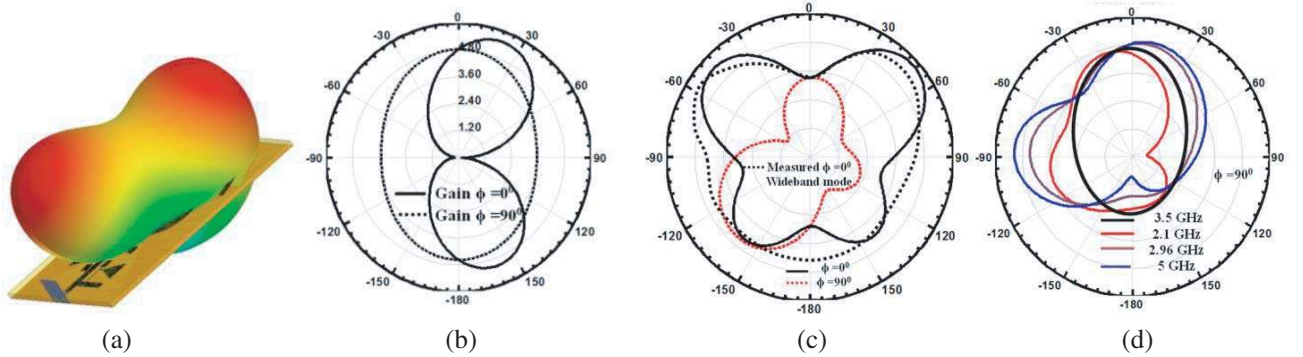 0
30
60
90
120
150
-180
-150
-120
-90
-60
-30
4.80
3.60
2.40
1.20
Gain ϕ =0⁰
Gain ϕ =90⁰
0
30
60
90
120
150
-180
-150
-120
-90
-60
-30
Measured ϕ =0⁰
Wideband mode
ϕ =0⁰
ϕ =90⁰
0
30
60
90
120
150
-180
-150
-120
-90
-60
-30
ϕ =90⁰
3.5 GHz
2.1 GHz
2.96 GHz
5 GHz
(a)
(b)
(c)
(d)